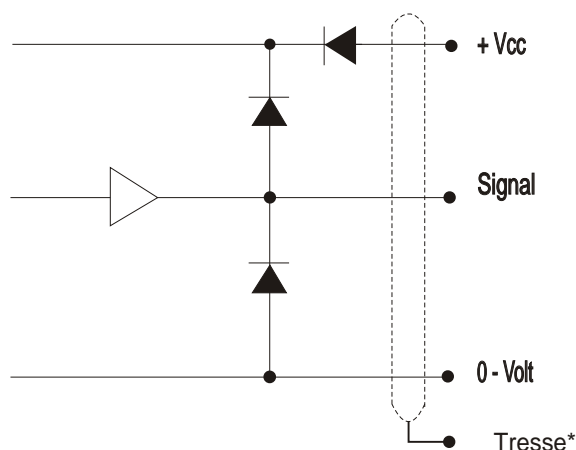 + Vcc
Signal
0 - Volt
Tresse*